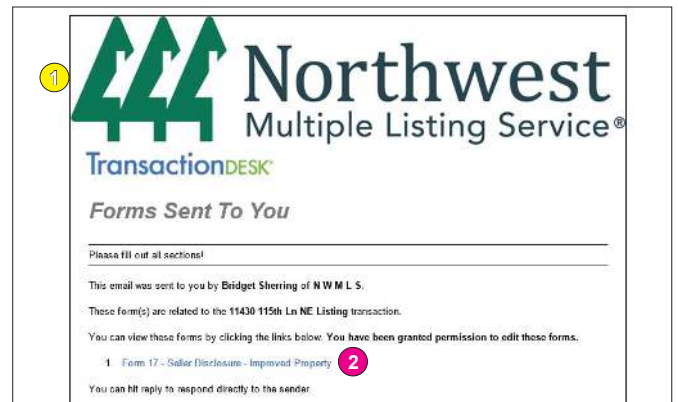 1
Northwest
Multiple Listing Service®
TransactionDESK®
Forms Sent To You
Please fill out all sections!
This email was sent to you by Bridget Sherring of N W M L S.
These form(s) are related to the 11430 115th Ln NE Listing transaction.
You can view these forms by clicking the links below. You have been granted permission to edit these forms.
1. Form 17 - Seller Disclosure - Improved Property 2
You can hit reply to respond directly to the sender.